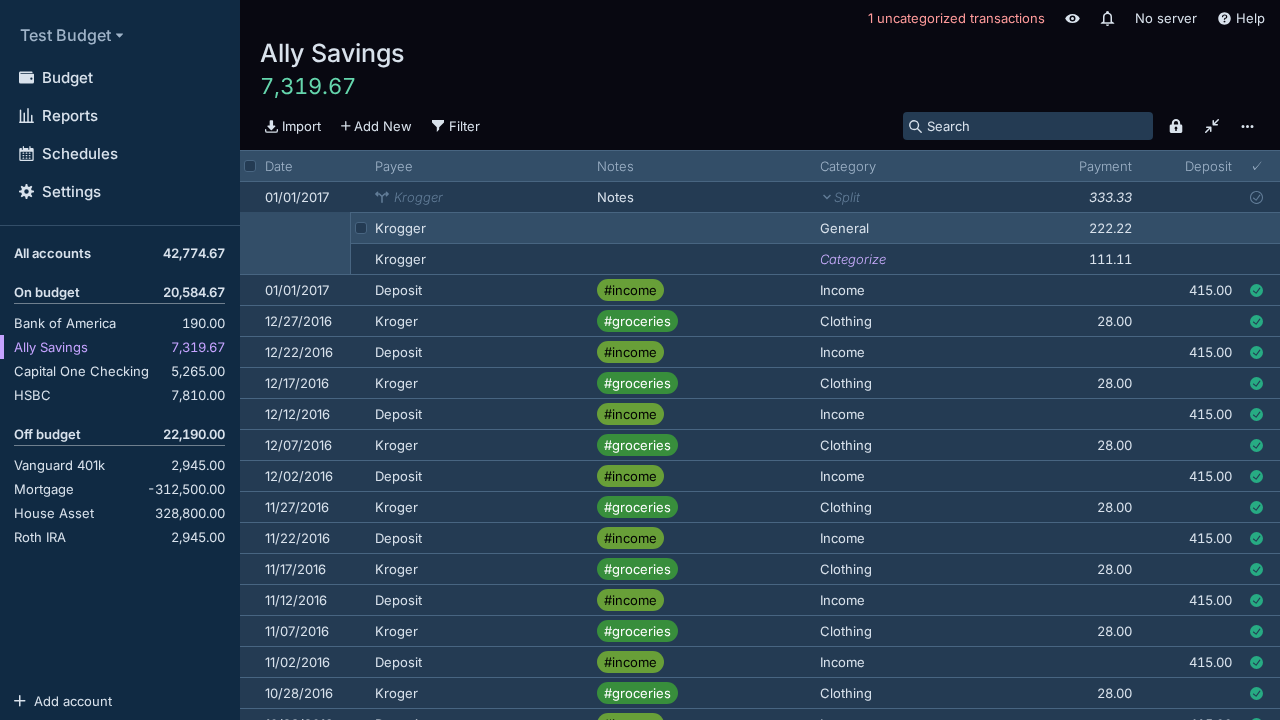 Test Budget
Budget
Reports
Schedules
Settings
All accounts 42,774.67
On budget 20,584.67
Bank of America 190.00
Ally Savings 7,319.67
Capital One Checking 5,265.00
HSBC 7,810.00
Off budget 22,190.00
Vanguard 401k 2,945.00
Mortgage -312,500.00
House Asset 328,800.00
Roth IRA 2,945.00
Add account
1 uncategorized transactions No server Help
Ally Savings
7,319.67
Import Add New Filter Search
Date Payee Notes Category Payment Deposit ✓
01/01/2017 Krogger Notes Split 333.33
Krogger General 222.22
Krogger Categorize 111.11
01/01/2017 Deposit #income Income 415.00
12/27/2016 Kroger #groceries Clothing 28.00
12/22/2016 Deposit #income Income 415.00
12/17/2016 Kroger #groceries Clothing 28.00
12/12/2016 Deposit #income Income 415.00
12/07/2016 Kroger #groceries Clothing 28.00
12/02/2016 Deposit #income Income 415.00
11/27/2016 Kroger #groceries Clothing 28.00
11/22/2016 Deposit #income Income 415.00
11/17/2016 Kroger #groceries Clothing 28.00
11/12/2016 Deposit #income Income 415.00
11/07/2016 Kroger #groceries Clothing 28.00
11/02/2016 Deposit #income Income 415.00
10/28/2016 Kroger #groceries Clothing 28.00